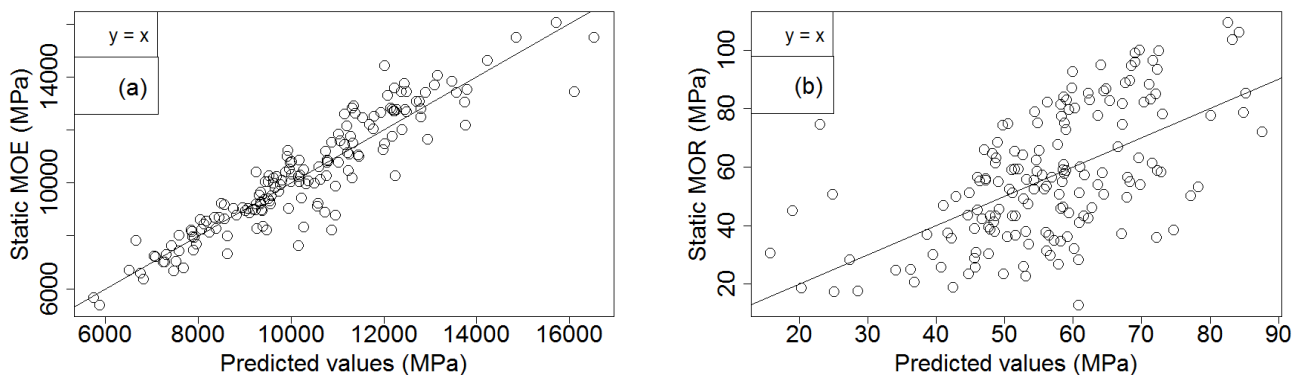 y = x
(a)
Static MOE (MPa)
14000
10000
6000
6000 8000 10000 12000 14000 16000
Predicted values (MPa)
y = x
(b)
Static MOR (MPa)
100
80
60
40
20
20 30 40 50 60 70 80 90
Predicted values (MPa)